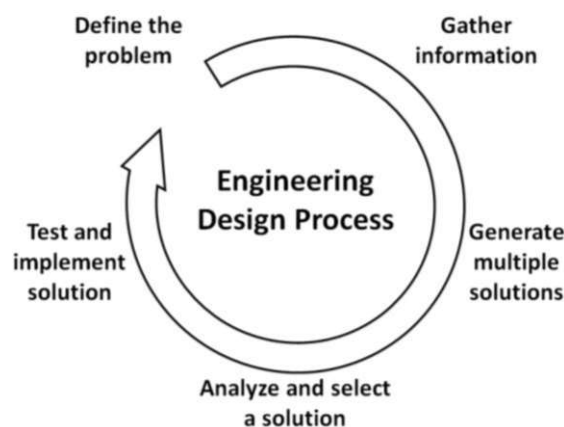 Define the
problem
Gather
information
Engineering
Design Process
Generate
multiple
solutions
Analyze and select
a solution
Test and
implement
solution